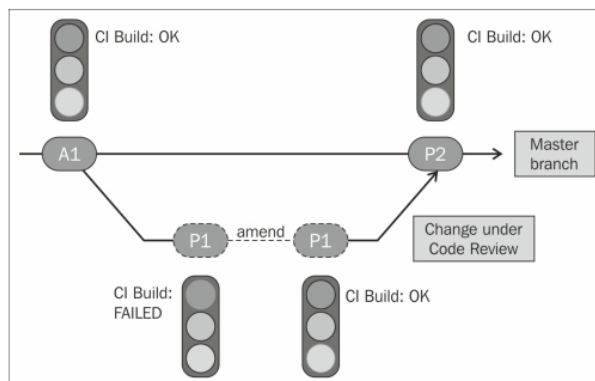 CI Build: OK
CI Build: OK
A1
P2
Master
branch
P1
amend
P1
Change under
Code Review
CI Build:
FAILED
CI Build: OK